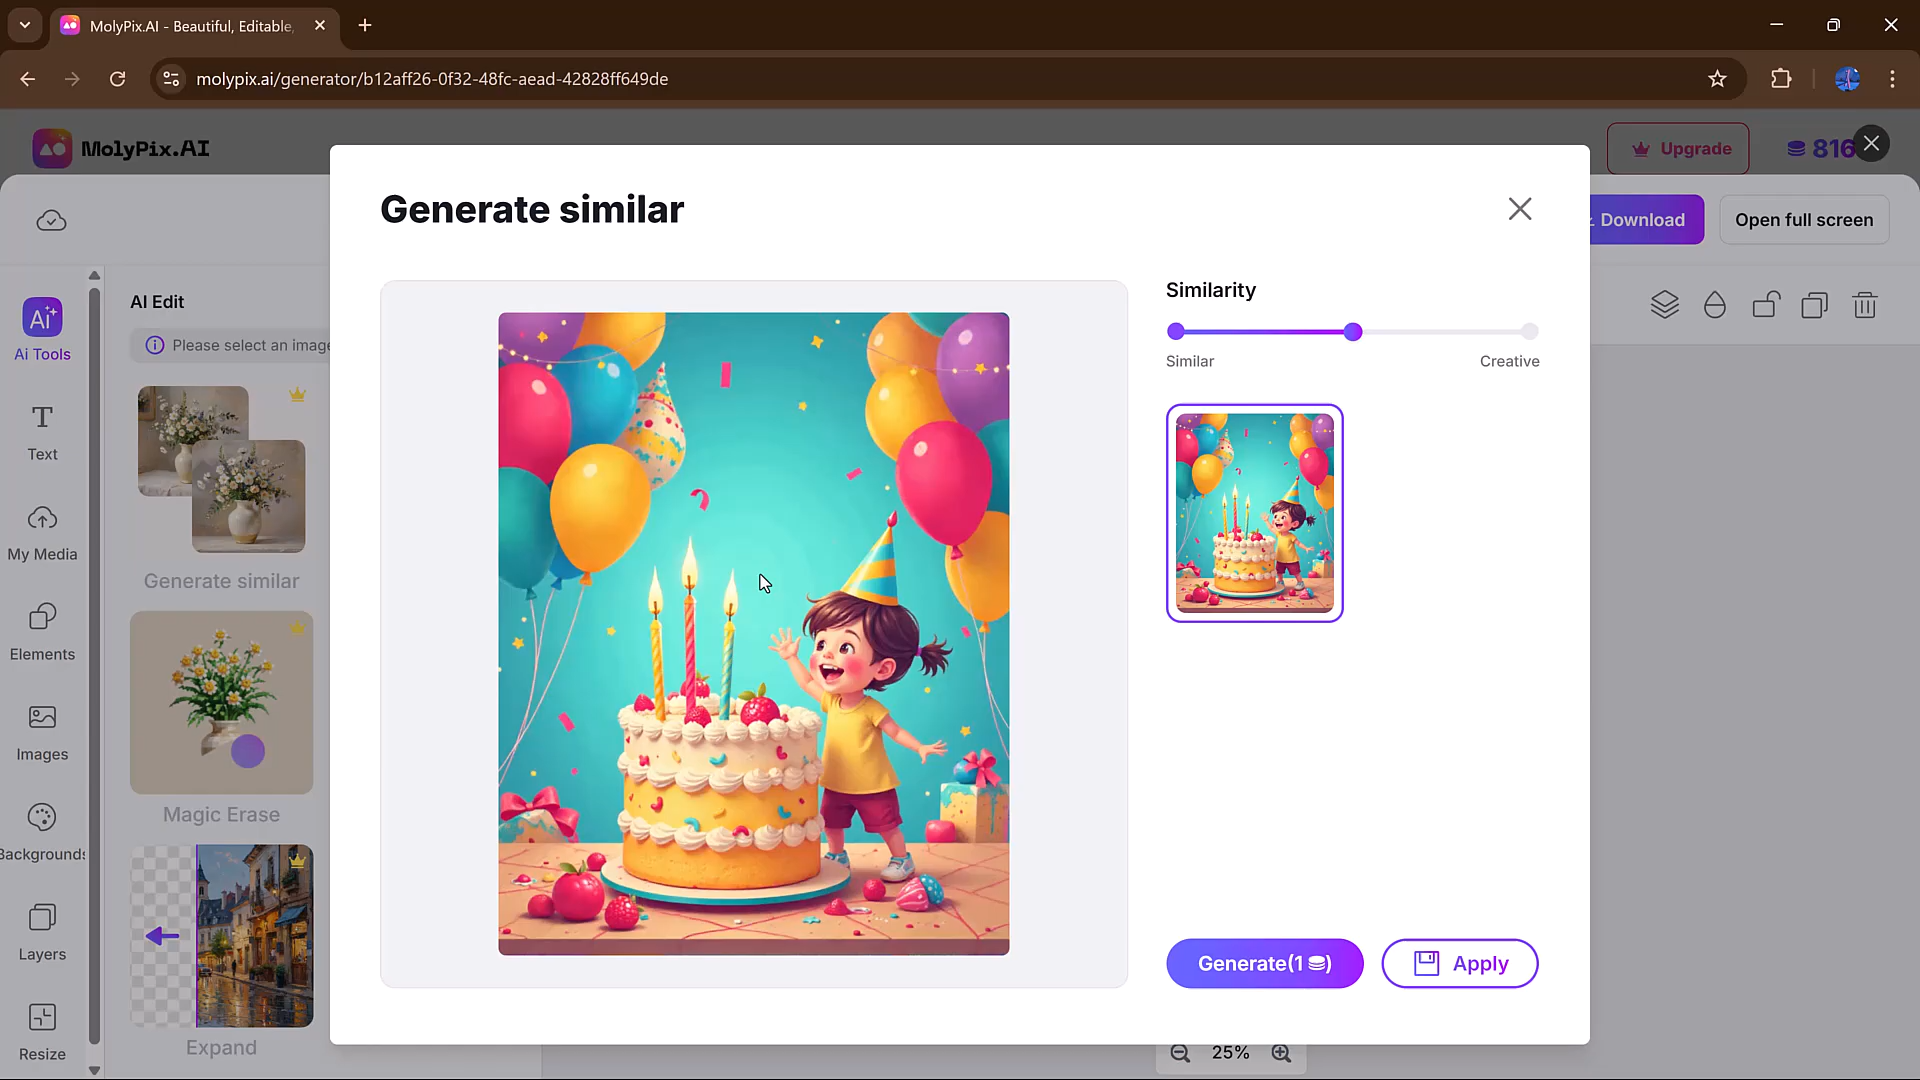 MolyPix.AI - Beautiful, Editable,
molypix.ai/generator/b12aff26-0f32-48fc-aead-42828ff649de
MolyPix.AI
Upgrade
816
Download
Open full screen
Generate similar
Ai
Ai Tools
Text
My Media
Elements
Images
Backgrounds
Layers
Resize
AI Edit
Please select an image
Generate similar
Magic Erase
Expand
Similarity
Similar
Creative
Generate(1)
Apply
25%